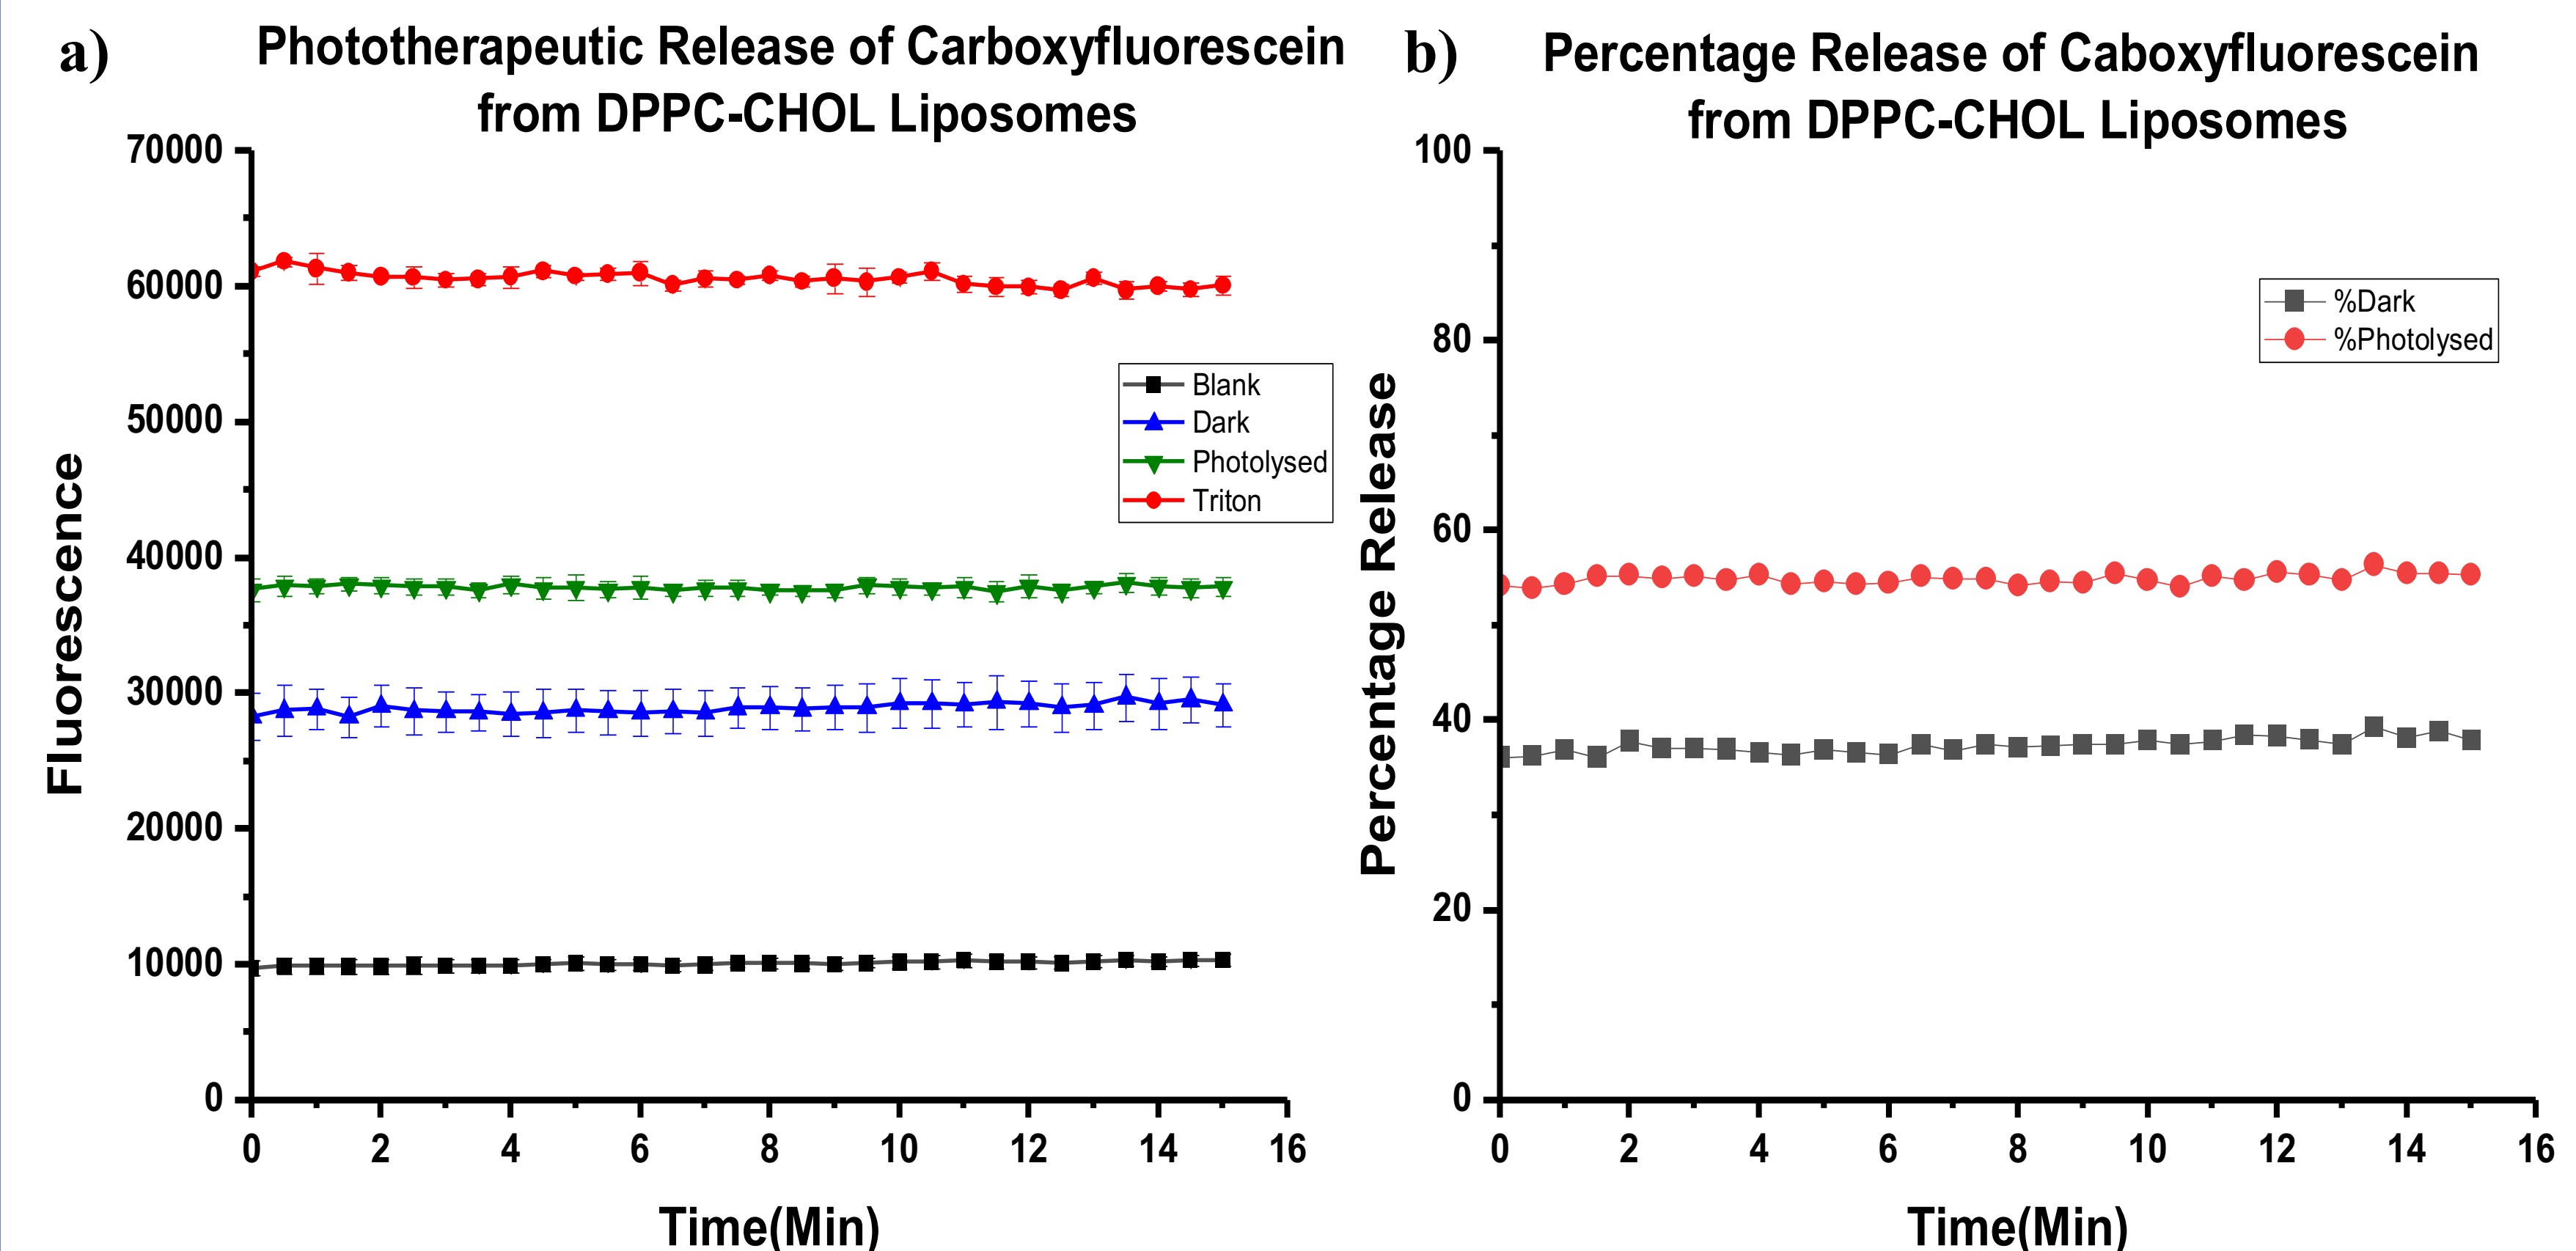 a)
Phototherapeutic Release of Carboxyfluorescein
from DPPC-CHOL Liposomes
70000
60000
50000
40000
30000
20000
10000
0
Fluorescence
Blank
Dark
Photolysed
Triton
0 2 4 6 8 10 12 14 16
Time(Min)
b)
Percentage Release of Caboxyfluorescein
from DPPC-CHOL Liposomes
100
80
60
40
20
0
Percentage Release
%Dark
%Photolysed
0 2 4 6 8 10 12 14 16
Time(Min)